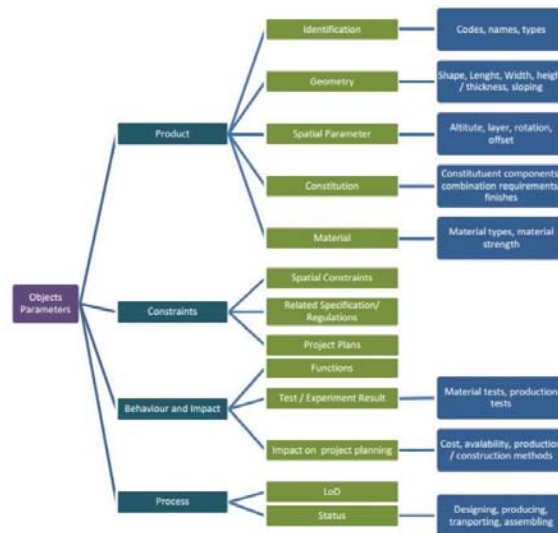 Identification
Codes, names, types
Geometry
Shape, Lenght, Width, heigh
/ thickness, sloping
Product
Spatial Parameter
Altitute, layer, rotation,
offset
Constitution
Constitutuent components
combination requirements,
finishes
Material
Material types, material
strength
Objects
Parameters
Constraints
Spatial Constraints
Related Specification/
Regulations
Project Plans
Behaviour and Impact
Functions
Test / Experiment Result
Material tests, production
tests
Impact on project planning
Cost, avalability, production
/ construction methods
Process
LoD
Status
Designing, producing,
tranporting, assembling